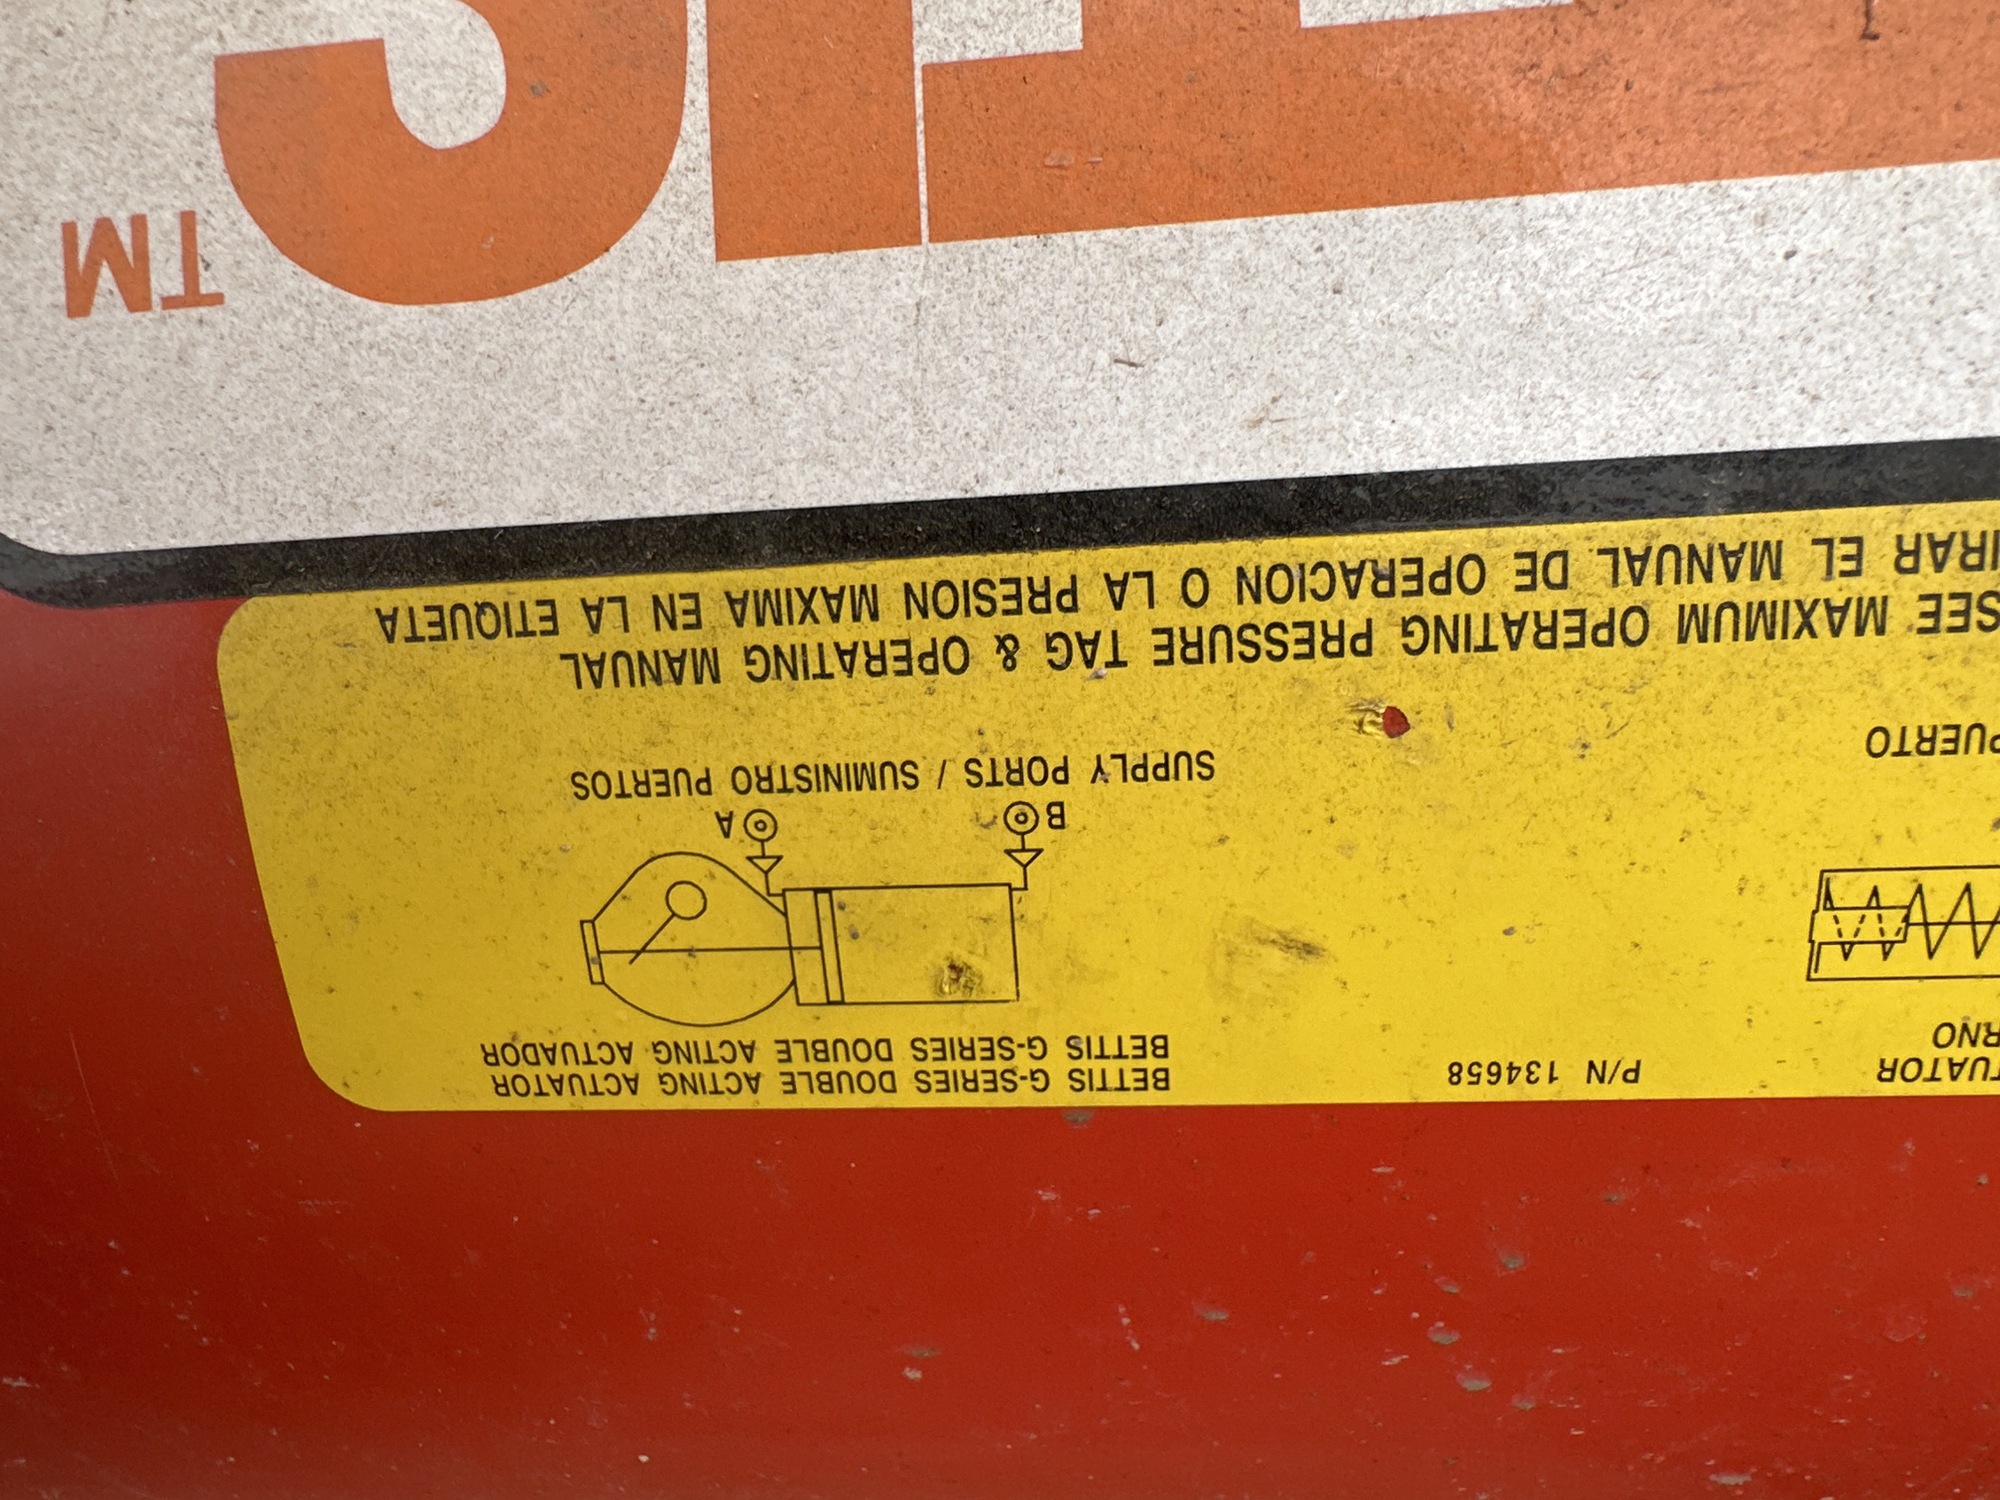 TUATOR
RNO
PUERTO
P/N 134658
BETTIS G-SERIES DOUBLE ACTING ACTUATOR
BETTIS G-SERIES DOUBLE ACTING ACTUADOR
B A
SUPPLY PORTS / SUMINISTRO PUERTOS
SEE MAXIMUM OPERATING PRESSURE TAG & OPERATING MANUAL
IRAR EL MANUAL DE OPERACION O LA PRESION MAXIMA EN LA ETIQUETA
TM